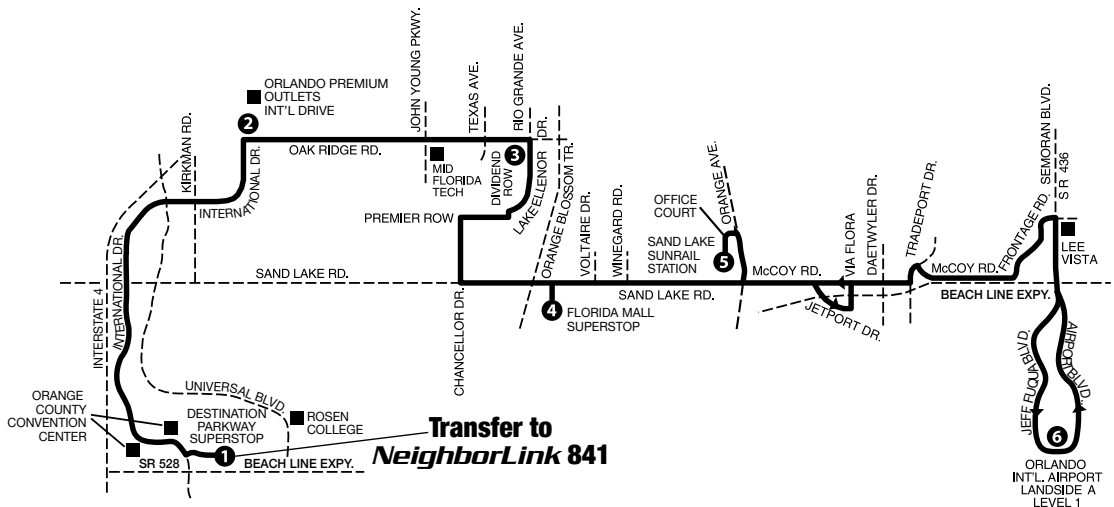 ORLANDO PREMIUM
OUTLETS
INT'L DRIVE
2
KIRKMAN RD.
JOHN YOUNG PKWY.
TEXAS AVE.
RIO GRANDE AVE.
OAK RIDGE RD.
MID
FLORIDA
TECH
DIVIDEND
ROW
3
LAKE ELLENOR
DR.
INTERNATIONAL DR.
PREMIER ROW
ORANGE BLOSSOM TR.
VOLTAIRE DR.
WINEGARD RD.
OFFICE
COURT
ORANGE AVE.
SAND LAKE
SUNRAIL
STATION
5
McCOY RD.
VIA FLORA
DAETWYLER DR.
TRADEPORT DR.
McCOY RD.
FRONTAGE RD.
SEMORAN BLVD.
SR 436
LEE
VISTA
INTERSTATE 4
INTERNATIONAL DR.
SAND LAKE RD.
CHANCELLOR DR.
4
FLORIDA MALL
SUPERSTOP
SAND LAKE RD.
JETPORT DR.
BEACH LINE EXPY.
JEFF FUQUA BLVD.
AIRPORT BLVD.
6
ORLANDO
INT'L. AIRPORT
LANDSIDE A
LEVEL 1
UNIVERSAL BLVD.
ORANGE
COUNTY
CONVENTION
CENTER
DESTINATION
PARKWAY
SUPERSTOP
1
ROSEN
COLLEGE
SR 528
BEACH LINE EXPY.
Transfer to
NeighborLink 841